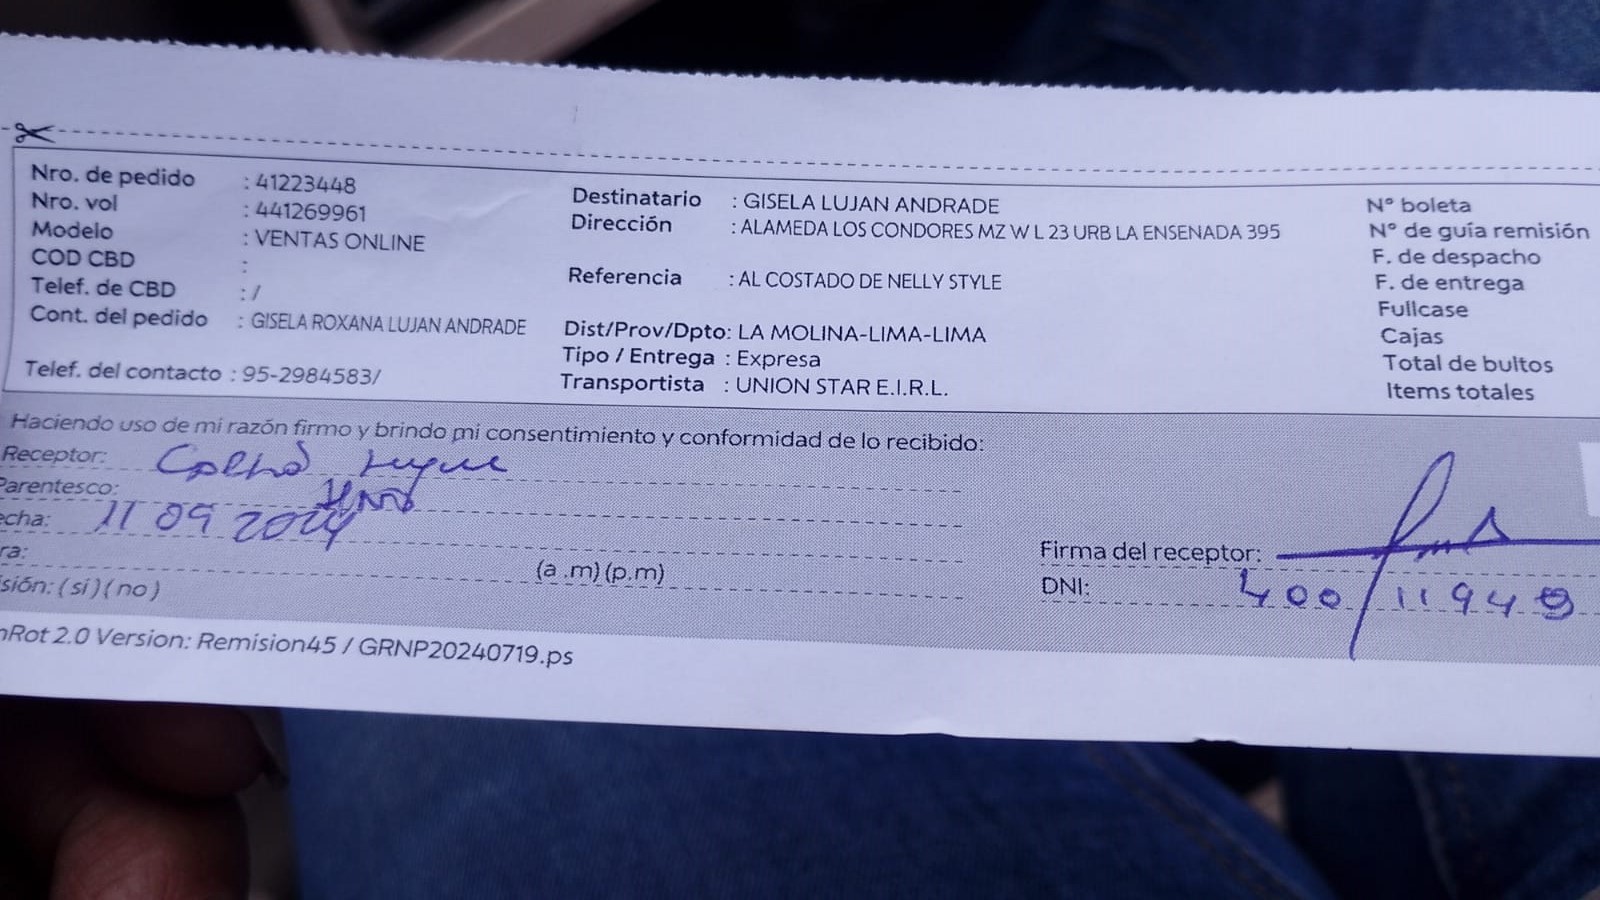 Nro. de pedido : 41223448
Nro. vol : 441269961
Modelo : VENTAS ONLINE
COD CBD :
Telef. de CBD : /
Cont. del pedido : GISELA ROXANA LUJAN ANDRADE
Telef. del contacto : 95-2984583/
Destinatario : GISELA LUJAN ANDRADE
Dirección : ALAMEDA LOS CONDORES MZ W L 23 URB LA ENSENADA 395
Referencia : AL COSTADO DE NELLY STYLE
Dist/Prov/Dpto: LA MOLINA-LIMA-LIMA
Tipo / Entrega : Expresa
Transportista : UNION STAR E.I.R.L.
N° boleta
N° de guía remisión
F. de despacho
F. de entrega
Fullcase
Cajas
Total de bultos
Items totales
Haciendo uso de mi razón firmo y brindo mi consentimiento y conformidad de lo recibido:
Receptor:
Parentesco:
echa: 11 09 2024
ra: (a .m) (p.m)
sión: ( si ) ( no )
Firma del receptor:
DNI:
nRot 2.0 Version: Remision45 / GRNP20240719.ps